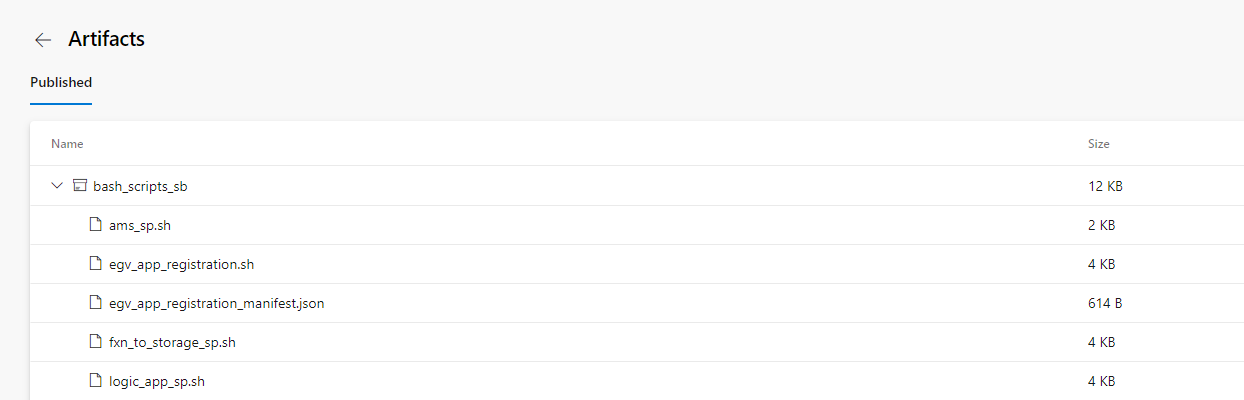 Artifacts
Published
Name Size
bash_scripts_sb 12 KB
ams_sp.sh 2 KB
egv_app_registration.sh 4 KB
egv_app_registration_manifest.json 614 B
fxn_to_storage_sp.sh 4 KB
logic_app_sp.sh 4 KB